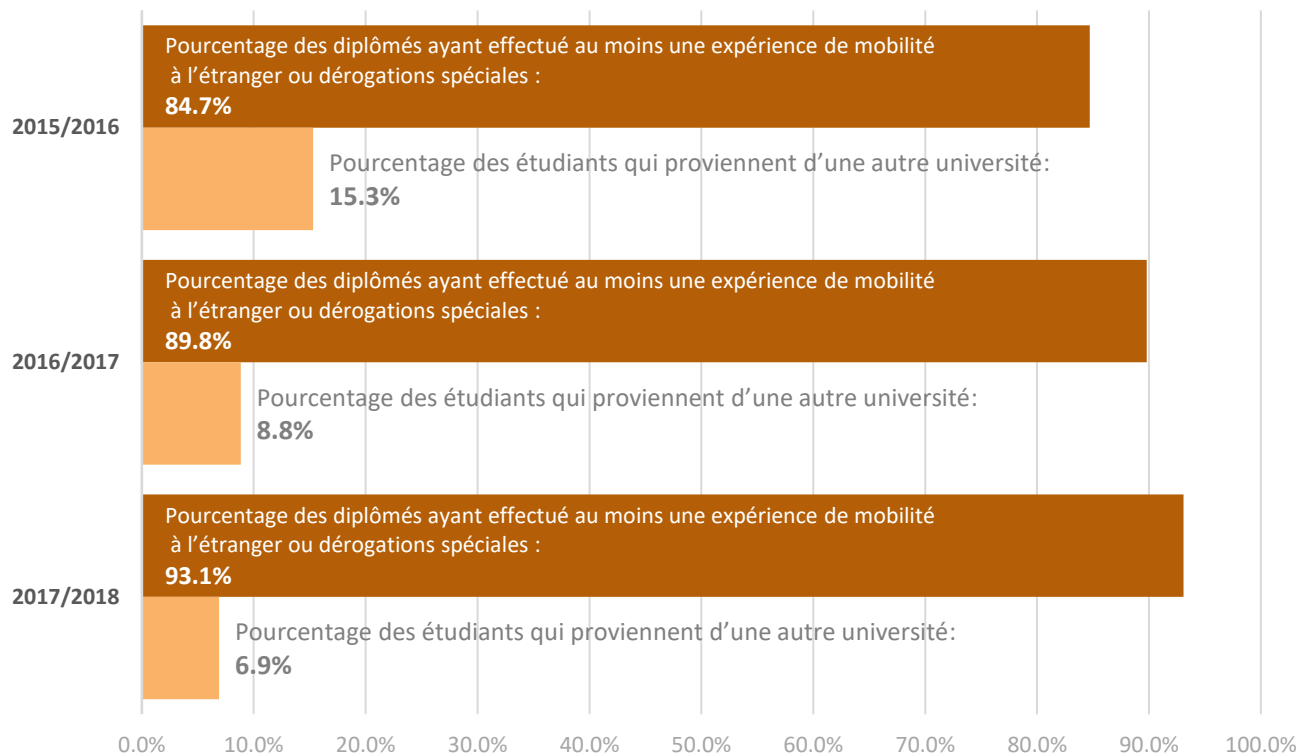 Pourcentage des diplômés ayant effectué au moins une expérience de mobilité
à l’étranger ou dérogations spéciales :
84.7%
2015/2016
Pourcentage des étudiants qui proviennent d’une autre université:
15.3%
Pourcentage des diplômés ayant effectué au moins une expérience de mobilité
à l’étranger ou dérogations spéciales :
89.8%
2016/2017
Pourcentage des étudiants qui proviennent d’une autre université:
8.8%
Pourcentage des diplômés ayant effectué au moins une expérience de mobilité
à l’étranger ou dérogations spéciales :
93.1%
2017/2018
Pourcentage des étudiants qui proviennent d’une autre université:
6.9%
0.0% 10.0% 20.0% 30.0% 40.0% 50.0% 60.0% 70.0% 80.0% 90.0% 100.0%